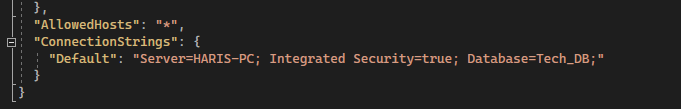 },
"AllowedHosts": "*",
"ConnectionStrings": {
"Default": "Server=HARIS-PC; Integrated Security=true; Database=Tech_DB;"
}
}